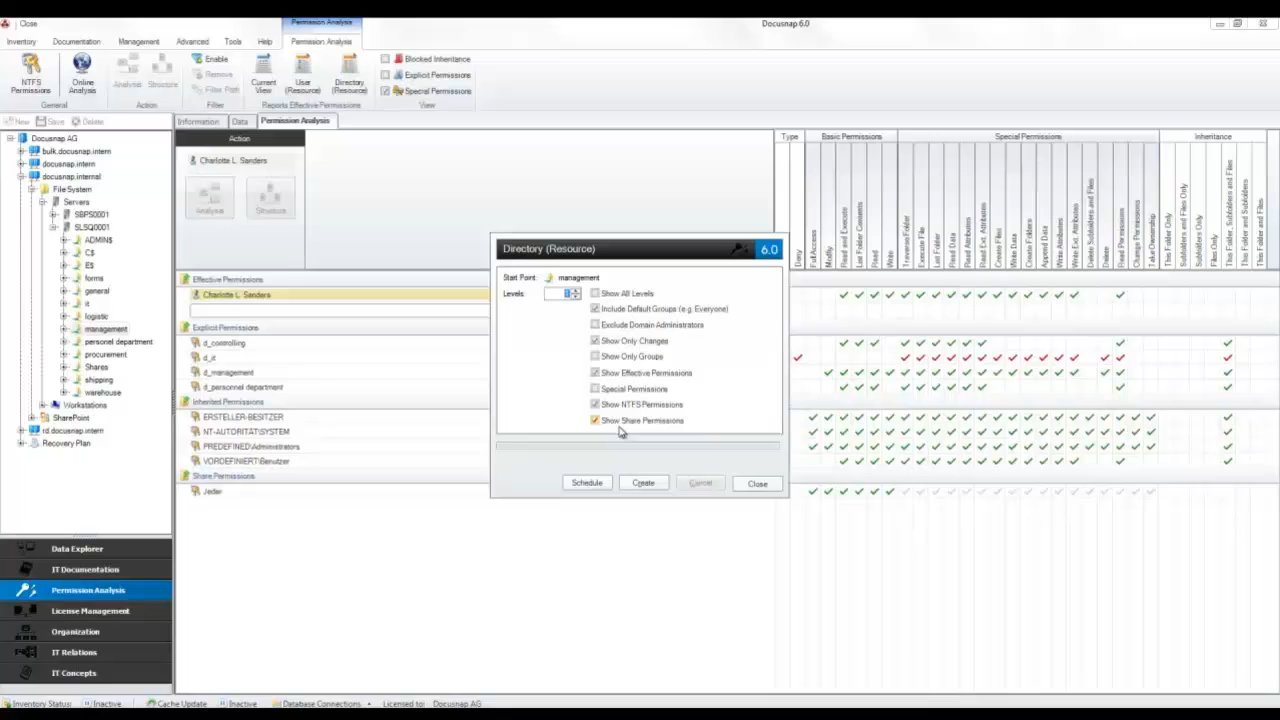 Close
Permission Analysis
Docusnap 6.0
Inventory Documentation Management Advanced Tools Help Permission Analysis
NTFS Permissions
Online Analysis
Analysis Structure
Enable
Remove
Filter Path
Current View
User (Resource)
Directory (Resource)
Blocked Inheritance
Explicit Permissions
Special Permissions
General Action Filter Reports Effective Permissions View
New Save Delete
Information Data Permission Analysis
Docusnap AG
bulk.docusnap.intern
docusnap.intern
docusnap.internal
File System
Servers
SBPS0001
SLSQ0001
ADMIN$
C$
E$
forms
general
it
logistic
management
personel department
procurement
Shares
shipping
warehouse
Workstations
SharePoint
rd.docusnap.intern
Recovery Plan
Action
Charlotte L. Sanders
Analysis Structure
Type Basic Permissions Special Permissions Inheritance
Deny
Full Access
Modify
Read and Execute
List Folder Contents
Read
Write
Traverse Folder
Execute File
List Folder
Read Data
Read Attributes
Read Ext. Attributes
Create Files
Write Data
Create Folders
Append Data
Write Attributes
Write Ext. Attributes
Delete Subfolders and Files
Delete
Read Permissions
Change Permissions
Take Ownership
This Folder Only
Subfolders and Files Only
Subfolders Only
Files Only
This Folder, Subfolders and Files
This Folder and Subfolders
This Folder and Files
Effective Permissions
Charlotte L. Sanders
Explicit Permissions
d_controlling
d_it
d_management
d_personnel department
Inherited Permissions
ERSTELLER-BESITZER
NT-AUTORITÄT\SYSTEM
PREDEFINED\Administrators
VORDEFINIERT\Benutzer
Share Permissions
Jeder
Directory (Resource) 6.0
Start Point: management
Levels: 1
Show All Levels
Include Default Groups (e.g. Everyone)
Exclude Domain Administrators
Show Only Changes
Show Only Groups
Show Effective Permissions
Special Permissions
Show NTFS Permissions
Show Share Permissions
Schedule Create Cancel Close
Data Explorer
IT Documentation
Permission Analysis
License Management
Organization
IT Relations
IT Concepts
Inventory Status: Inactive Cache Update Inactive Database Connections Licensed to: Docusnap AG